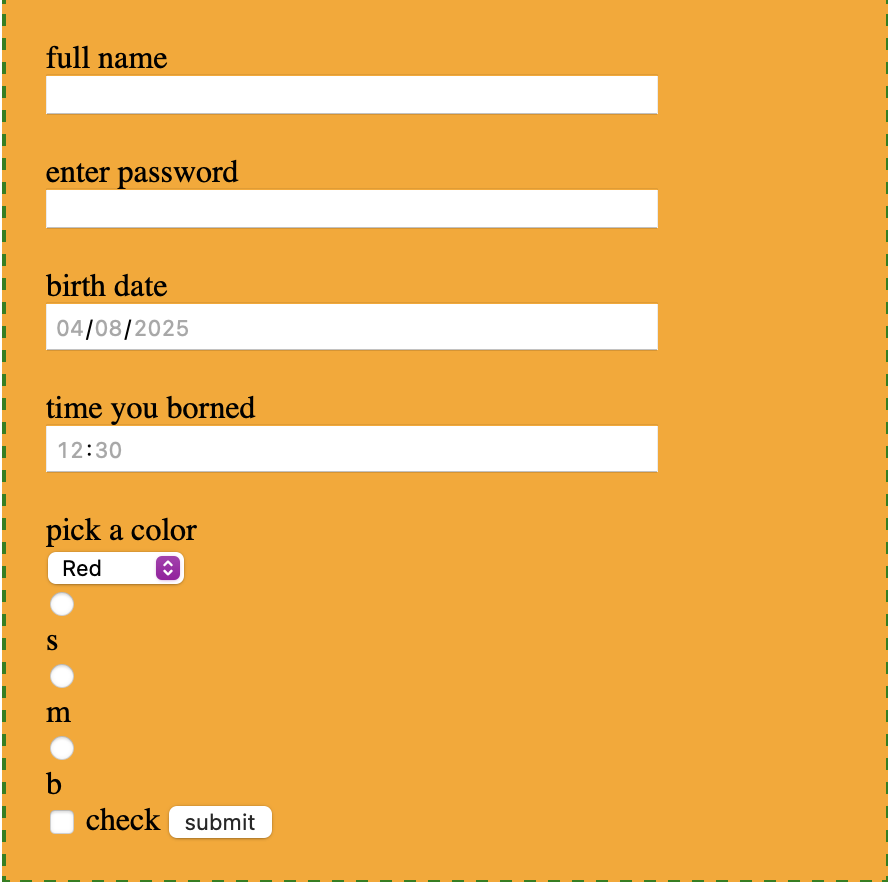 full name
enter password
birth date
04/08/2025
time you borned
12:30
pick a color
Red
s
m
b
check submit